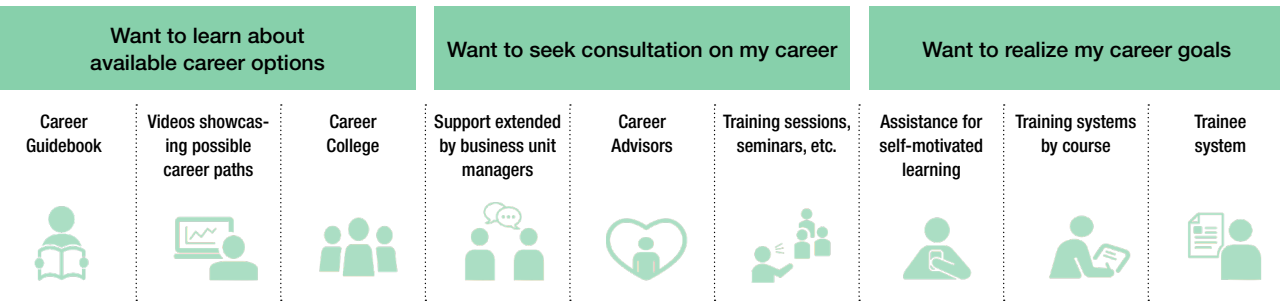 Want to learn about
available career options
Want to seek consultation on my career
Want to realize my career goals
Career
Guidebook
Videos showcas-
ing possible
career paths
Career
College
Support extended
by business unit
managers
Career
Advisors
Training sessions,
seminars, etc.
Assistance for
self-motivated
learning
Training systems
by course
Trainee
system